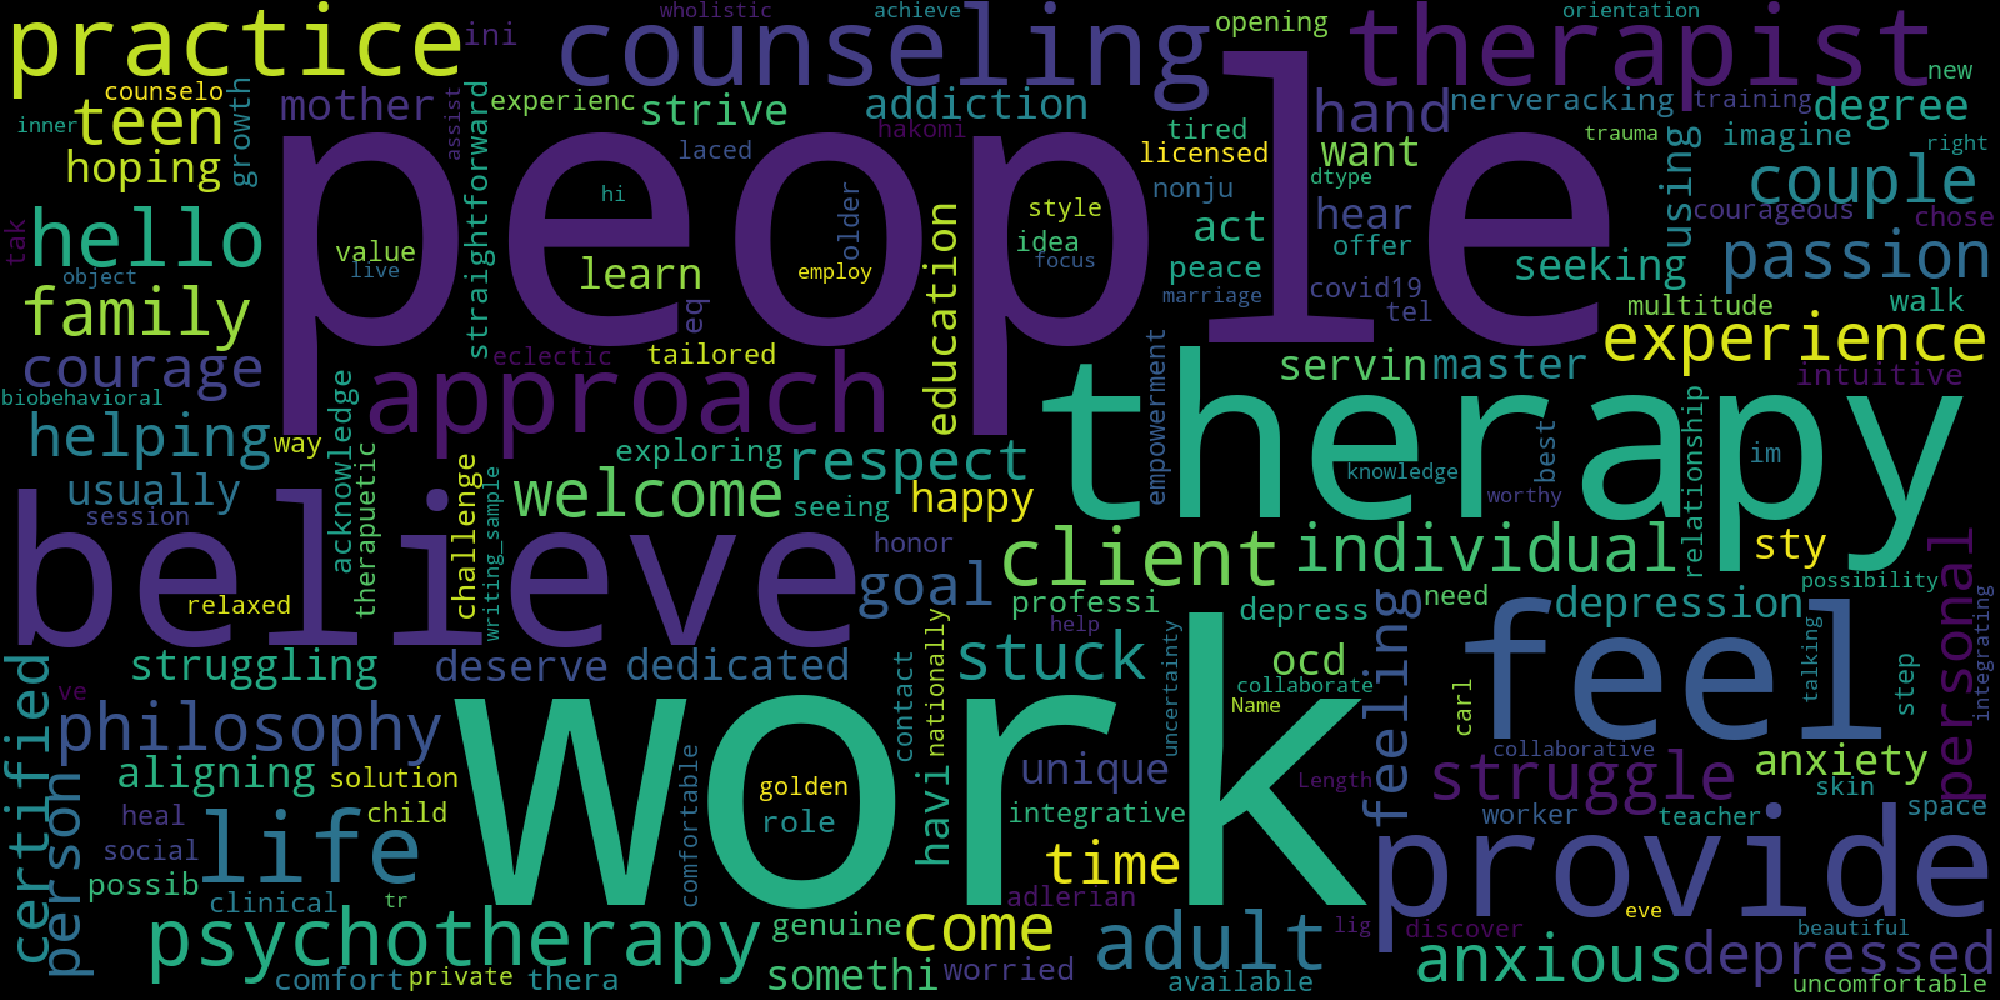 practice
ini
wholistic
achieve
counseling
opening
orientation
therapist
new
counselo
teen
inner
growth
mother
assist
straightforward
experienc
strive
addiction
hakomi
tired
licensed
hand
nerveracking
training
degree
trauma
imagine
right
want
hoping
laced
people
dtype
nonju
using
couple
hi
older
style
idea
focus
education
act
hear
courageous
chose
tak
hello
value
live
learn
employ
peace
offer
seeking
passion
object
family
eq
marriage
covid19
tel
multitude
walk
experience
courage
eclectic
tailored
approach
empowerment
servin
master
intuitive
biobehavioral
helping
way
acknowledge
therapuetic
exploring
respect
therapy
relationship
best
knowledge
im
worthy
usually
session
challenge
writing_sample
welcome
seeing
happy
believe
relaxed
honor
client
individual
sty
goal
professi
depress
feeling
need
depression
possibility
personal
integrating
help
uncertainty
struggling
deserve
dedicated
contact
nationally
stuck
ocd
collaborate
Name
carl
feel
talking
step
certified
ve
philosophy
person
aligning
solution
work
comfortable
golden
role
havi
unique
integrative
Length
collaborative
struggle
anxiety
skin
space
heal
child
social
life
possib
clinical
tr
time
worker
teacher
provide
adlerian
lig
discover
eve
beautiful
psychotherapy
genuine
come
adult
anxious
depressed
comfort
private
thera
somethi
worried
available
uncomfortable